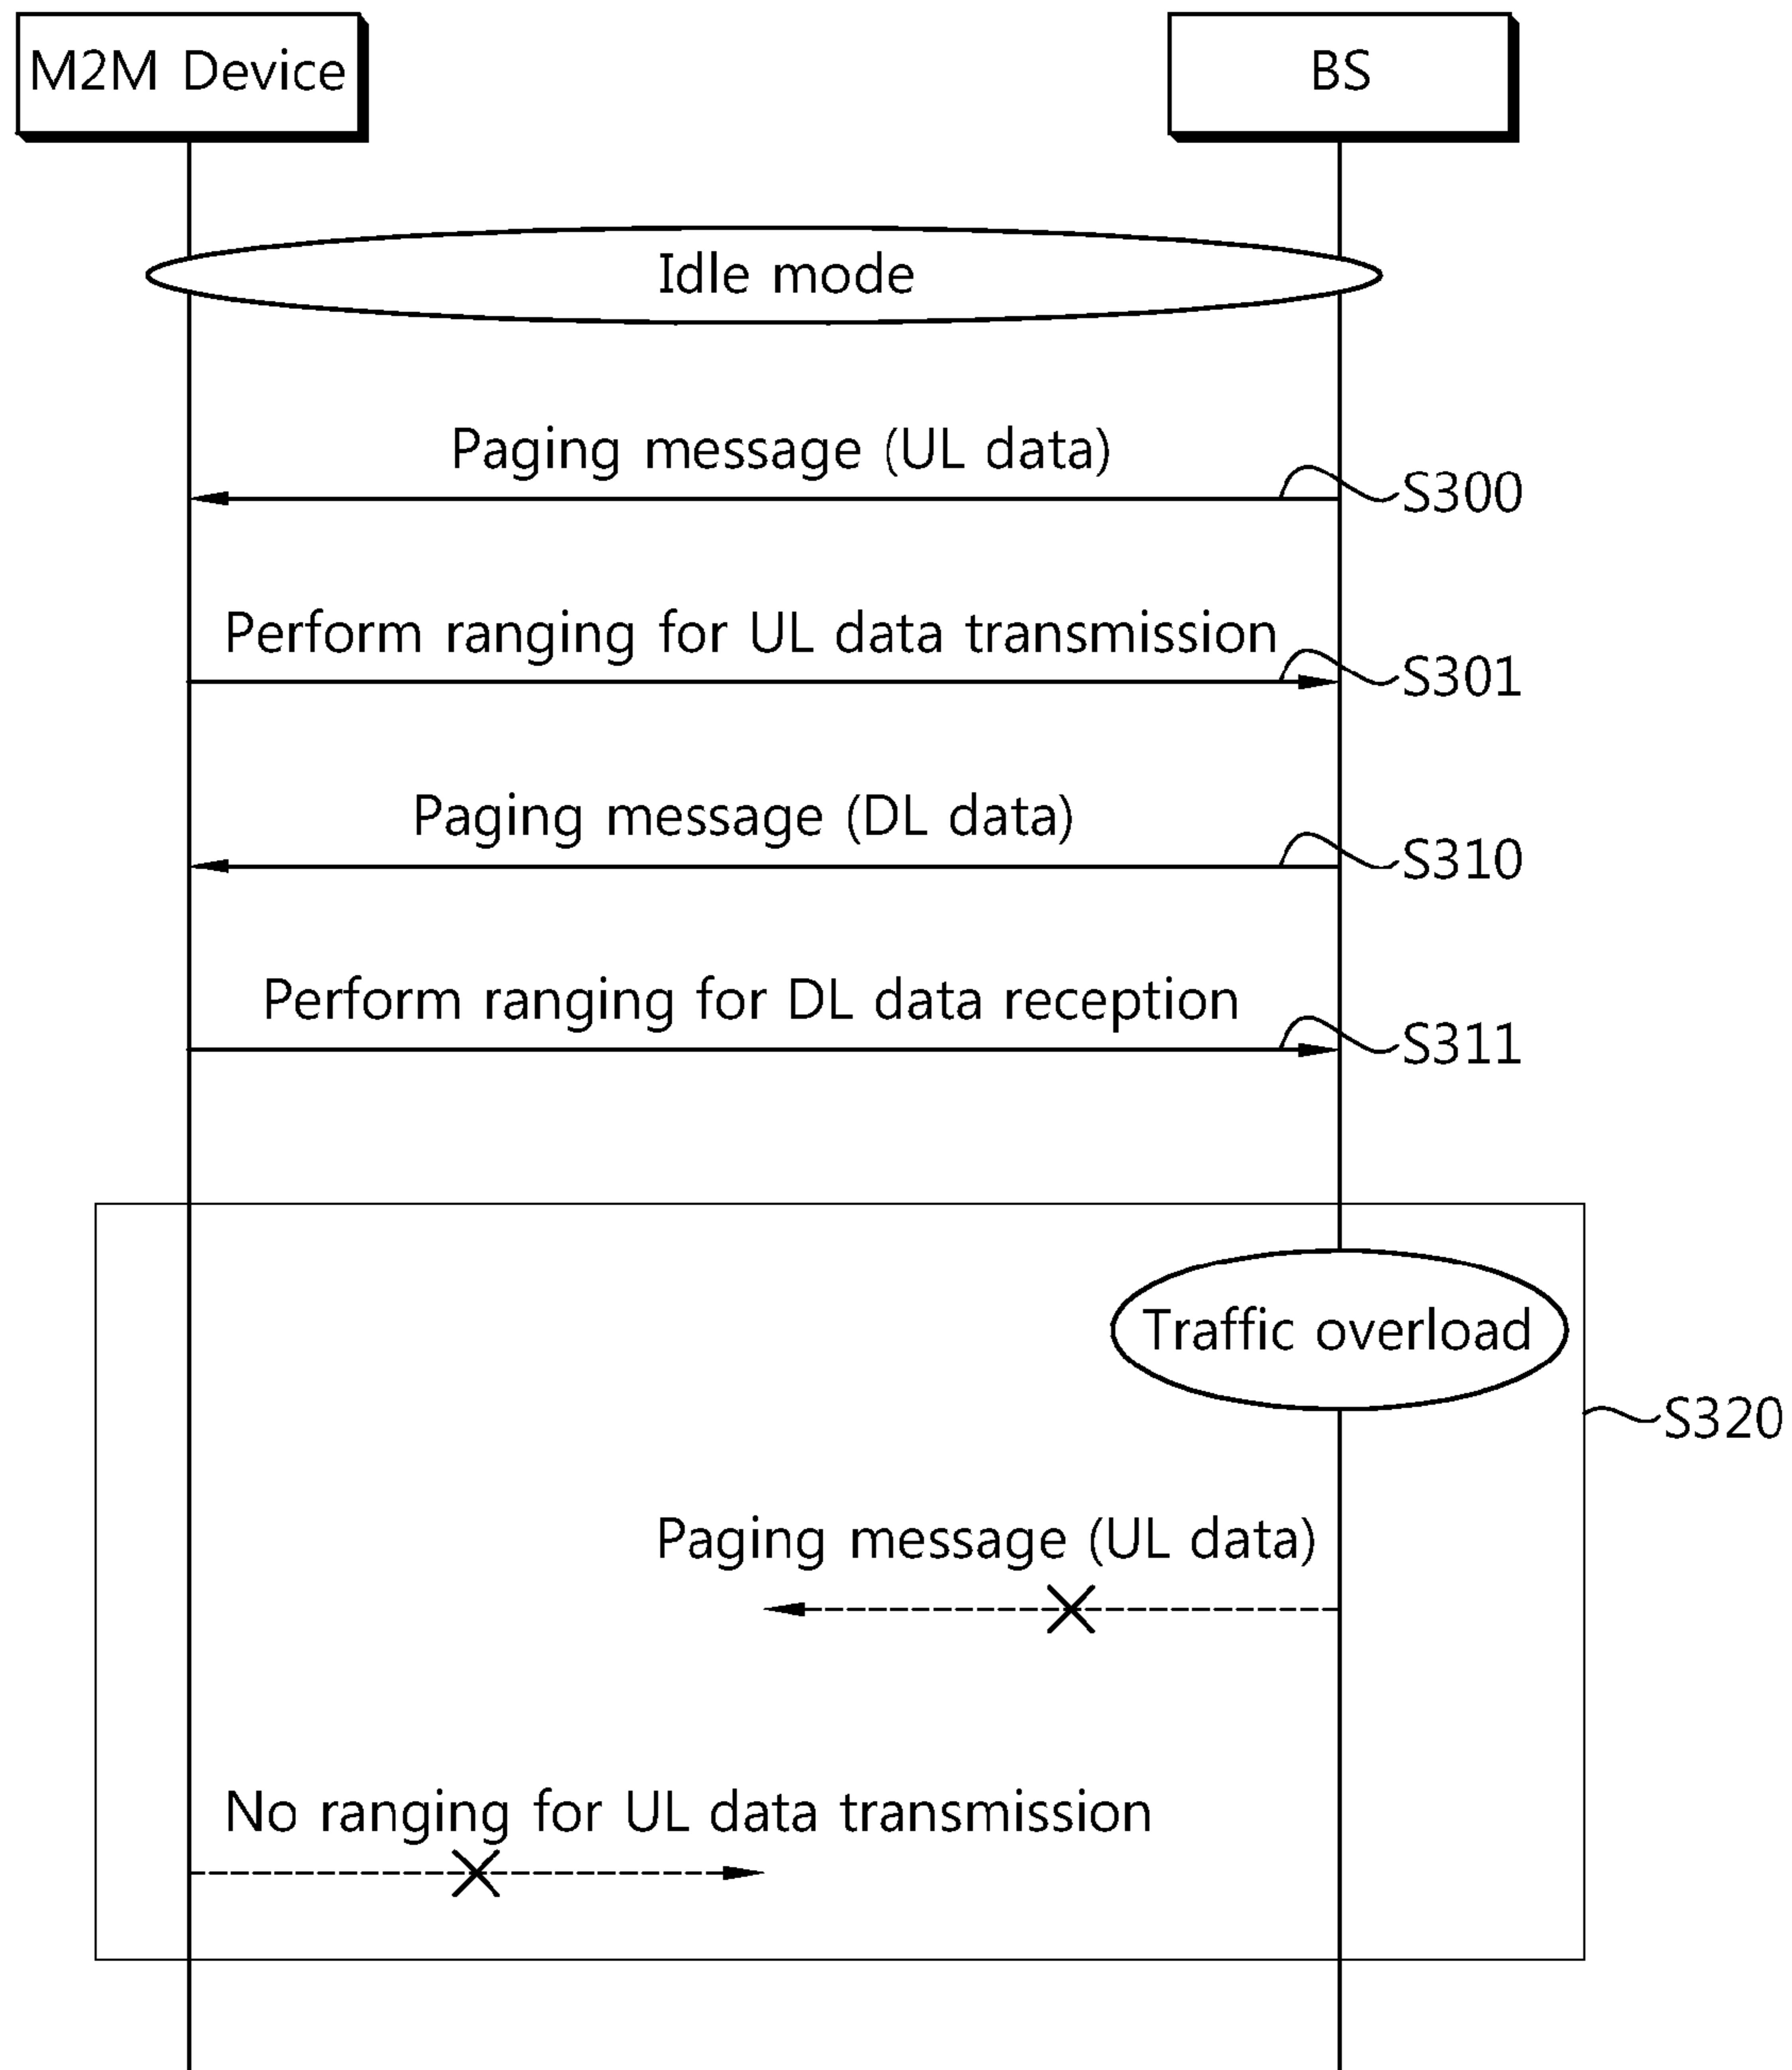 M2M Device
BS
Idle mode
Paging message (UL data)
S300
Perform ranging for UL data transmission
S301
Paging message (DL data)
S310
Perform ranging for DL data reception
S311
Traffic overload
S320
Paging message (UL data)
No ranging for UL data transmission